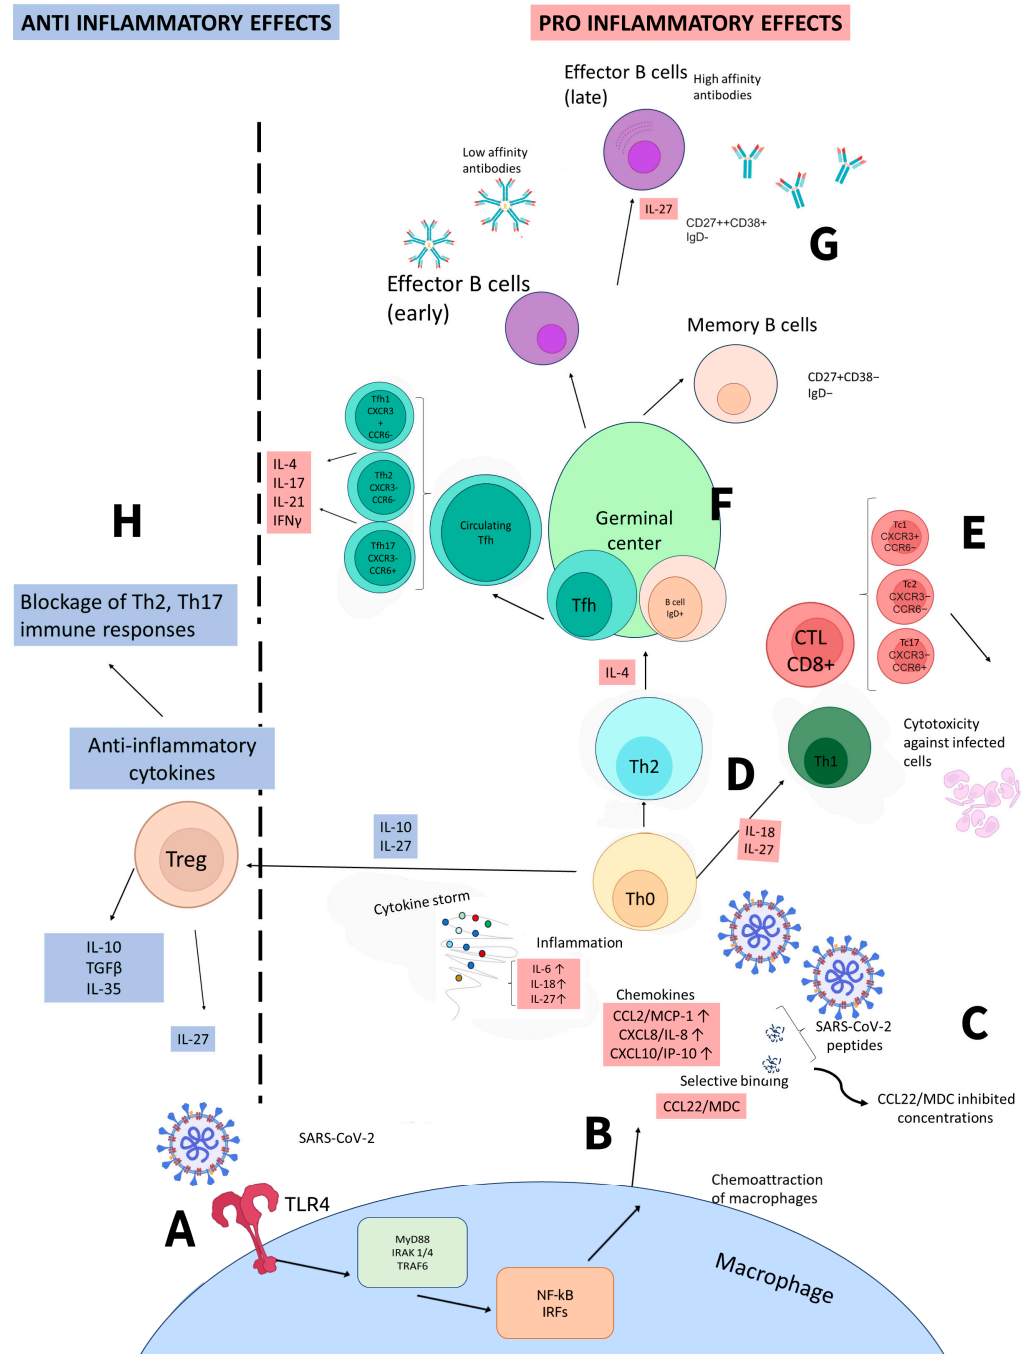 ANTI INFLAMMATORY EFFECTS
PRO INFLAMMATORY EFFECTS
Effector B cells
(late)
High affinity
antibodies
Low affinity
antibodies
IL-27
CD27++CD38+
IgD-
G
Effector B cells
(early)
Memory B cells
CD27+CD38−
IgD−
Tfh1
CXCR3
+
CCR6-
Tfh2
CXCR3-
CCR6-
Tfh17
CXCR3-
CCR6+
IL-4
IL-17
IL-21
IFNγ
Circulating
Tfh
Germinal
center
F
Tfh
B cell
IgD+
E
Tc1
CXCR3+
CCR6−
Tc2
CXCR3−
CCR6−
Tc17
CXCR3−
CCR6+
CTL
CD8+
H
Blockage of Th2, Th17
immune responses
IL-4
Anti-inflammatory
cytokines
Th2
D
Th1
Cytotoxicity
against infected
cells
IL-18
IL-27
IL-10
IL-27
Treg
Th0
Cytokine storm
Inflammation
IL-6 ↑
IL-18↑
IL-27↑
IL-10
TGFβ
IL-35
IL-27
Chemokines
CCL2/MCP-1 ↑
CXCL8/IL-8 ↑
CXCL10/IP-10 ↑
SARS-CoV-2
peptides
C
Selective binding
CCL22/MDC
CCL22/MDC inhibited
concentrations
B
SARS-CoV-2
Chemoattraction
of macrophages
TLR4
A
MyD88
IRAK 1/4
TRAF6
NF-kB
IRFs
Macrophage